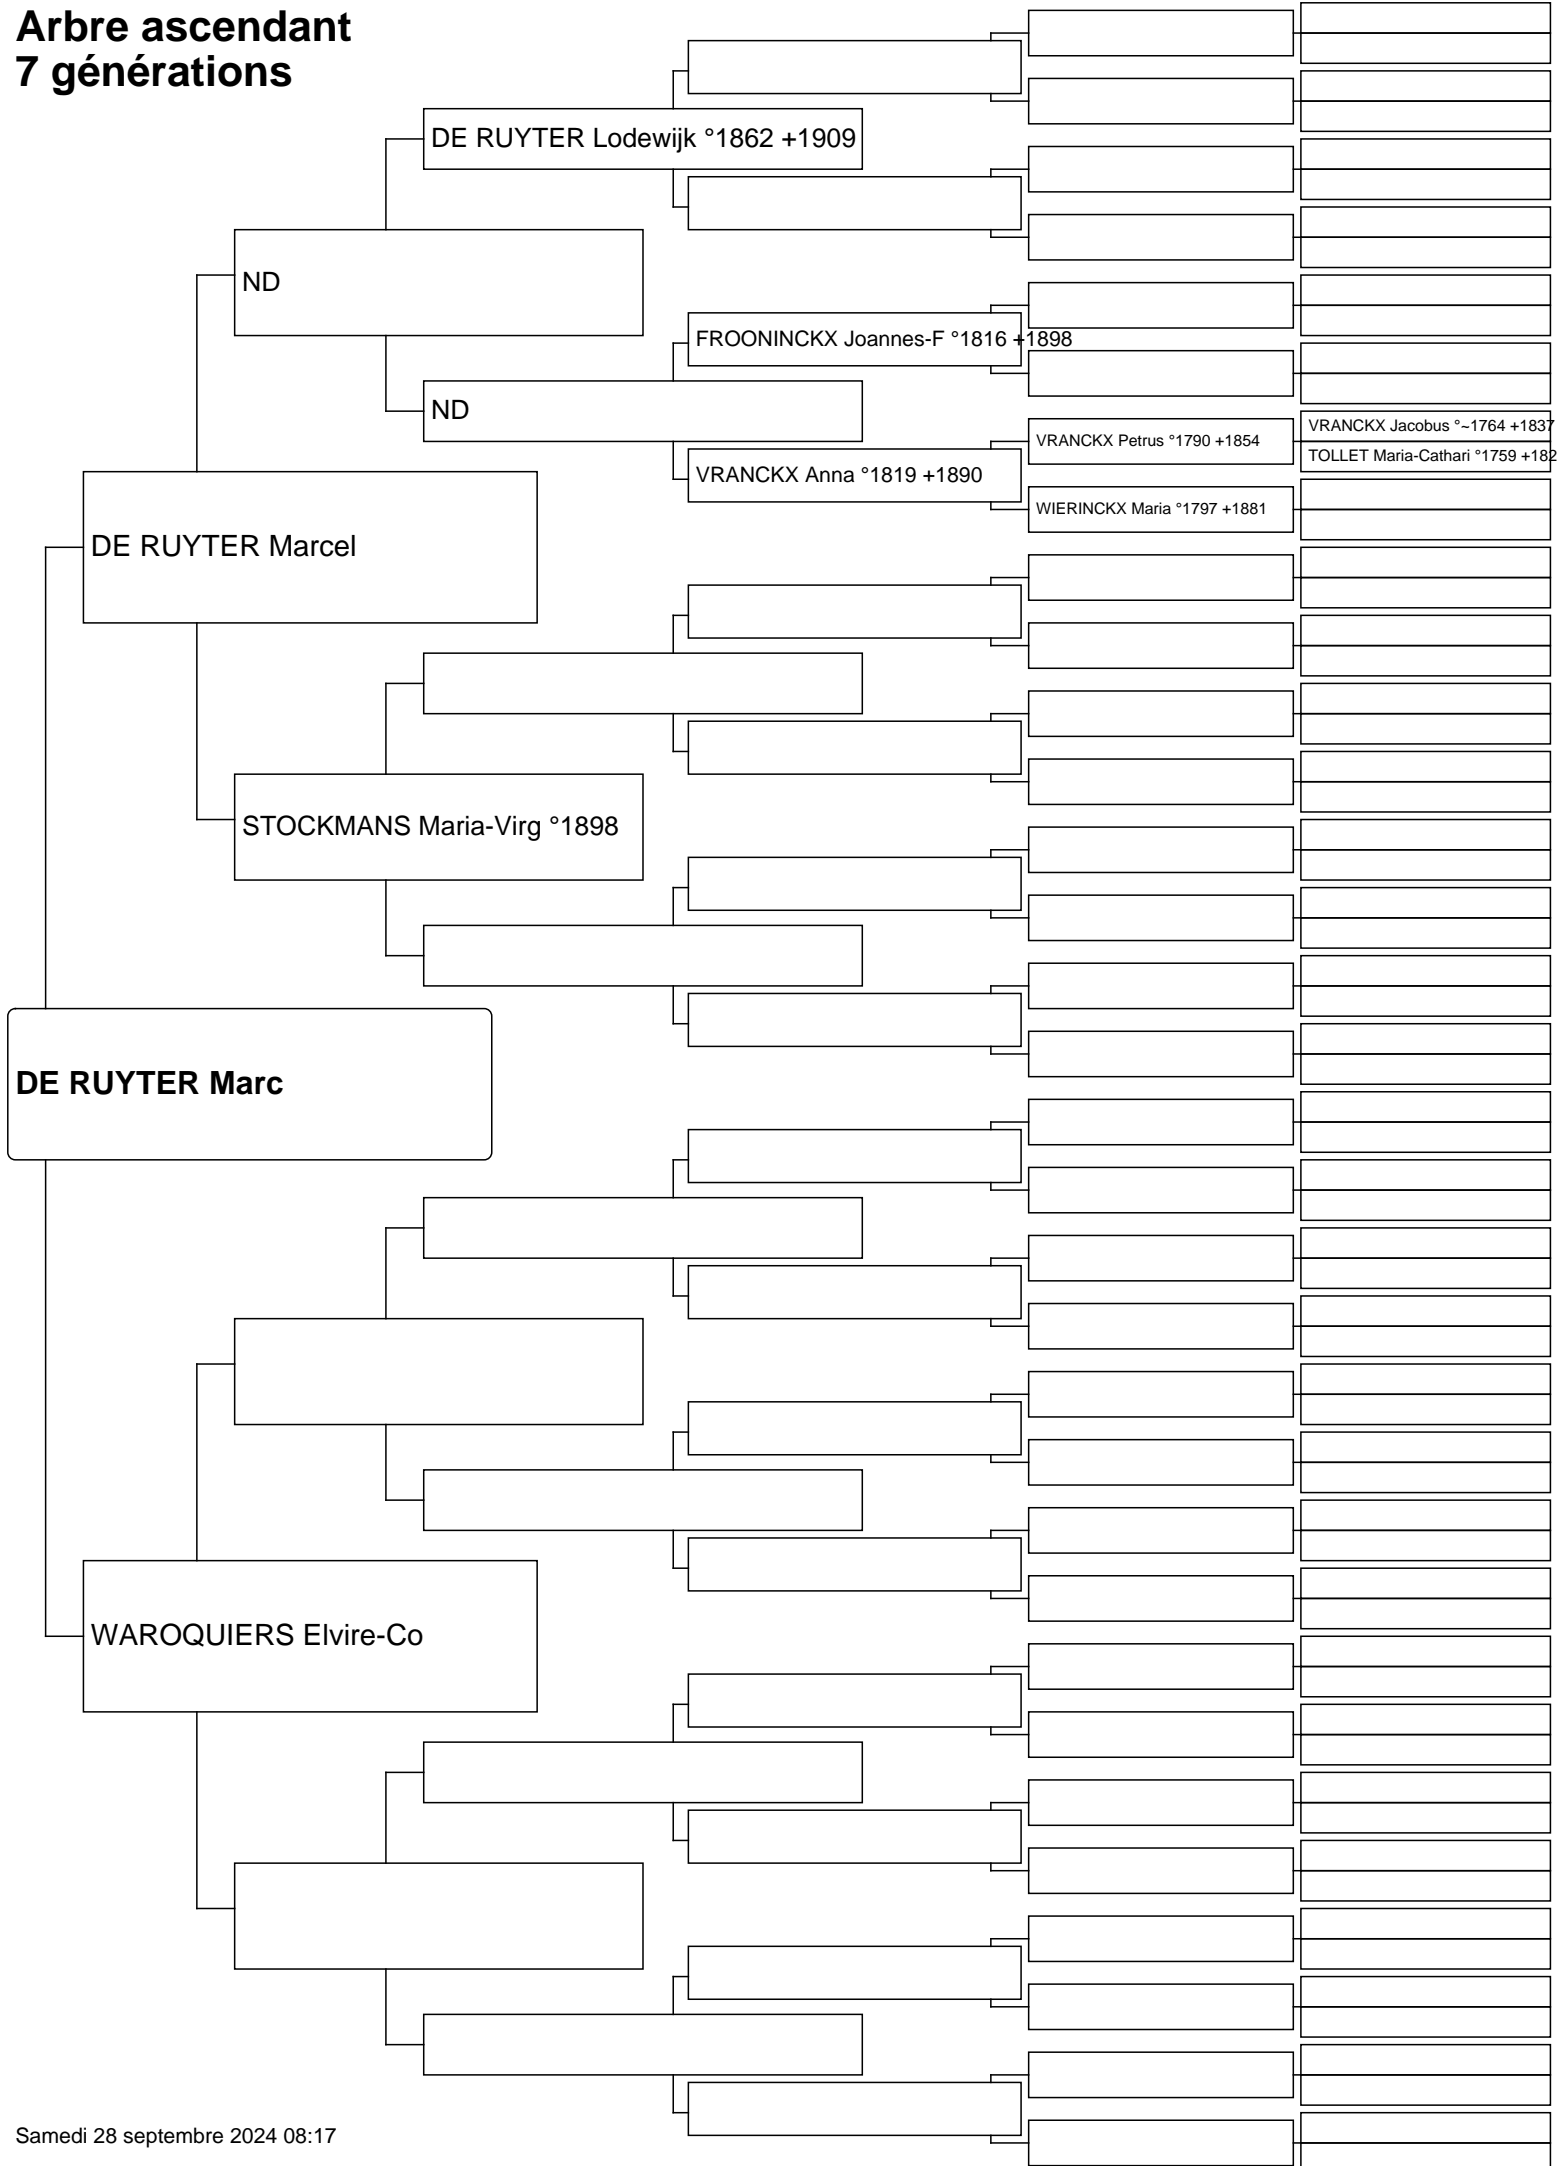 Arbre ascendant
7 générations
DE RUYTER Lodewijk °1862 +1909
ND
FROONINCKX Joannes-F °1816 +1898
ND
VRANCKX Jacobus °~1764 +1837
VRANCKX Petrus °1790 +1854
TOLLET Maria-Cathari °1759 +182
VRANCKX Anna °1819 +1890
WIERINCKX Maria °1797 +1881
DE RUYTER Marcel
STOCKMANS Maria-Virg °1898
DE RUYTER Marc
WAROQUIERS Elvire-Co
Samedi 28 septembre 2024 08:17